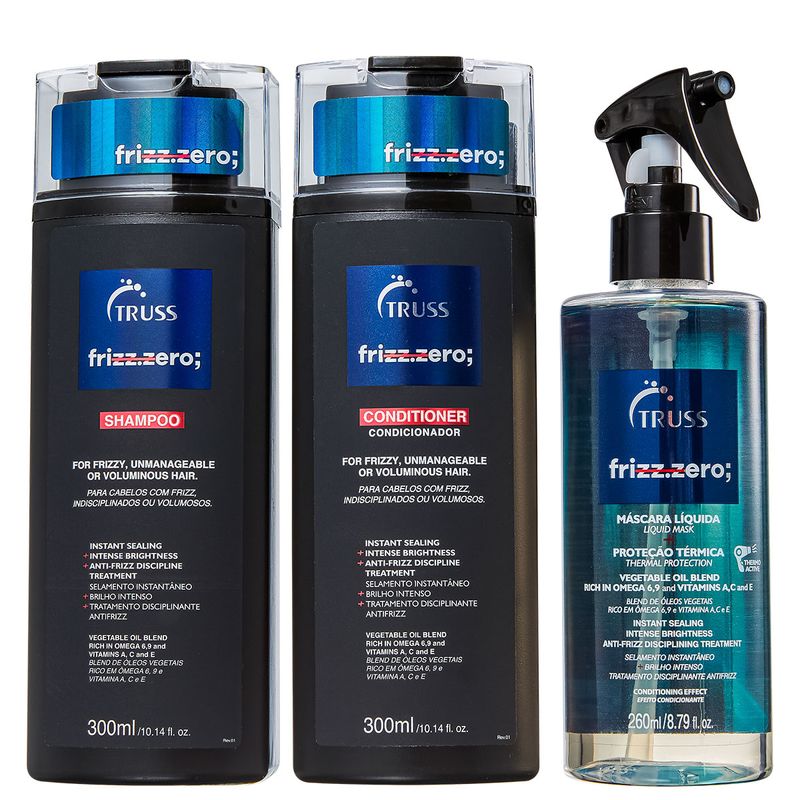 frizz.zero;
TRUSS
frizz.zero;
SHAMPOO
FOR FRIZZY, UNMANAGEABLE
OR VOLUMINOUS HAIR.
PARA CABELOS COM FRIZZ,
INDISCIPLINADOS OU VOLUMOSOS.
INSTANT SEALING
+ INTENSE BRIGHTNESS
+ ANTI-FRIZZ DISCIPLINE
TREATMENT
SELAMENTO INSTANTÂNEO
+ BRILHO INTENSO
+ TRATAMENTO DISCIPLINANTE
ANTIFRIZZ
VEGETABLE OIL BLEND
RICH IN OMEGA 6,9 and
VITAMINS A, C and E
BLEND DE ÓLEOS VEGETAIS
RICO EM ÔMEGA 6, 9 e
VITAMINA A, C e E
300ml/10.14 fl. oz.
Rev.01
frizz.zero;
TRUSS
frizz.zero;
CONDITIONER
CONDICIONADOR
FOR FRIZZY, UNMANAGEABLE
OR VOLUMINOUS HAIR.
PARA CABELOS COM FRIZZ,
INDISCIPLINADOS OU VOLUMOSOS.
INSTANT SEALING
+ INTENSE BRIGHTNESS
+ ANTI-FRIZZ DISCIPLINE
TREATMENT
SELAMENTO INSTANTÂNEO
+ BRILHO INTENSO
+ TRATAMENTO DISCIPLINANTE
ANTIFRIZZ
VEGETABLE OIL BLEND
RICH IN OMEGA 6,9 and
VITAMINS A, C and E
BLEND DE ÓLEOS VEGETAIS
RICO EM ÔMEGA 6, 9 e
VITAMINA A, C e E
300ml/10.14 fl. oz.
Rev.01
TRUSS
frizz.zero;
MÁSCARA LÍQUIDA
LIQUID MASK
+
PROTEÇÃO TÉRMICA
THERMAL PROTECTION
THERMO
ACTIVE
VEGETABLE OIL BLEND
RICH IN OMEGA 6,9 and VITAMINS A,C and E
BLEND DE ÓLEOS VEGETAIS
RICO EM ÔMEGA 6,9 e VITAMINA A,C e E
INSTANT SEALING
INTENSE BRIGHTNESS
ANTI-FRIZZ DISCIPLINING TREATMENT
SELAMENTO INSTANTÂNEO
+ BRILHO INTENSO
TRATAMENTO DISCIPLINANTE ANTIFRIZZ
CONDITIONING EFFECT
EFEITO CONDICIONANTE
260ml/8.79 fl. oz.